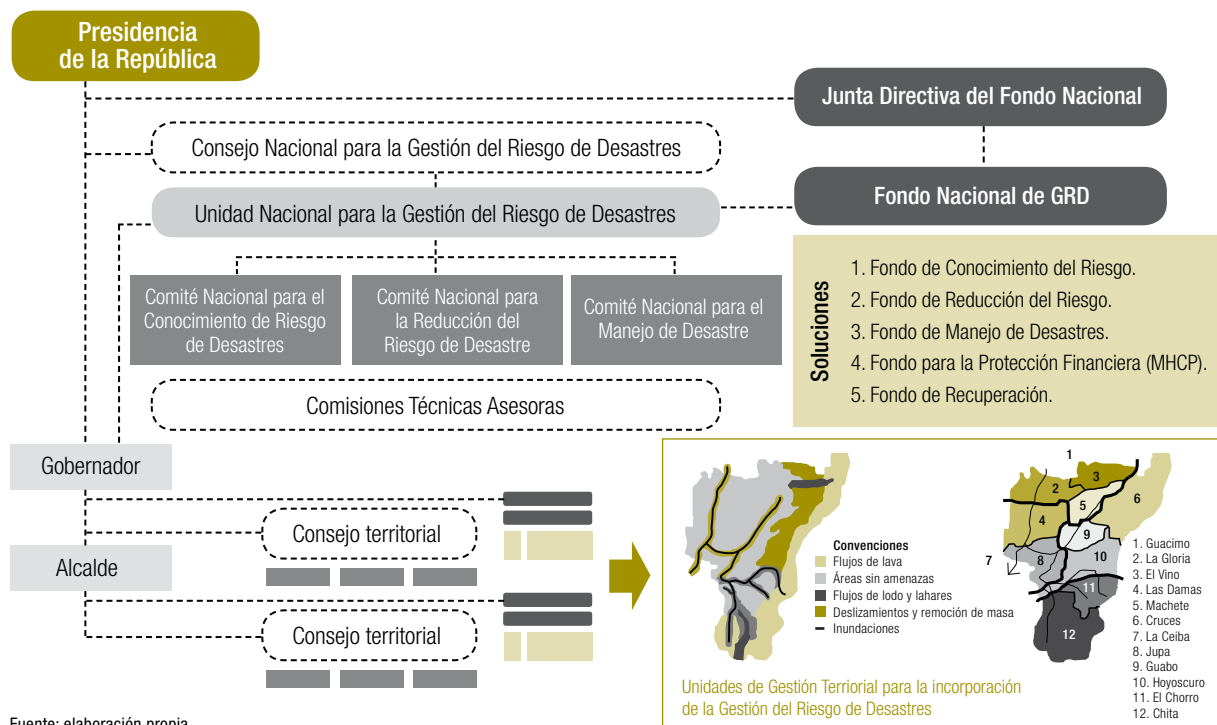 Presidencia
de la República
Junta Directiva del Fondo Nacional
Consejo Nacional para la Gestión del Riesgo de Desastres
Unidad Nacional para la Gestión del Riesgo de Desastres
Fondo Nacional de GRD
Comité Nacional para el
Conocimiento de Riesgo
de Desastres
Comité Nacional para
la Reducción del
Riesgo de Desastre
Comité Nacional para el
Manejo de Desastre
Soluciones
1. Fondo de Conocimiento del Riesgo.
2. Fondo de Reducción del Riesgo.
3. Fondo de Manejo de Desastres.
4. Fondo para la Protección Financiera (MHCP).
5. Fondo de Recuperación.
Comisiones Técnicas Asesoras
Gobernador
Consejo territorial
Alcalde
Consejo territorial
Convenciones
Flujos de lava
Áreas sin amenazas
Flujos de lodo y lahares
Deslizamientos y remoción de masa
Inundaciones
1
2
3
4
5
6
7
8
9
10
11
12
1. Guacimo
2. La Gloria
3. El Vino
4. Las Damas
5. Machete
6. Cruces
7. La Ceiba
8. Jupa
9. Guabo
10. Hoyoscuro
11. El Chorro
12. Chita
Unidades de Gestión Terriorial para la incorporación
de la Gestión del Riesgo de Desastres
Fuente: elaboración propia